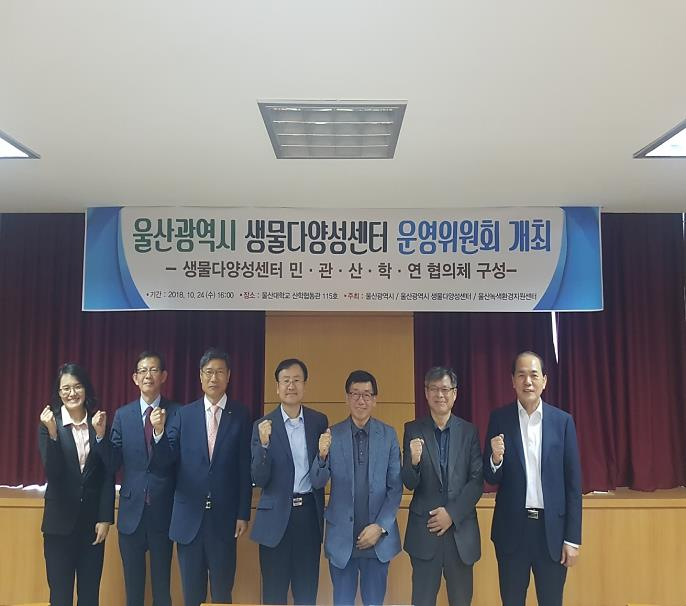 울산광역시 생물다양성센터 운영위원회 개최
- 생물다양성센터 민·관·산·학·연 협의체 구성-
•기간 : 2018. 10. 24 (수) 16:00 •장소 : 울산대학교 산학협동관 115호 •주최 : 울산광역시 / 울산광역시 생물다양성센터 / 울산녹색환경지원센터